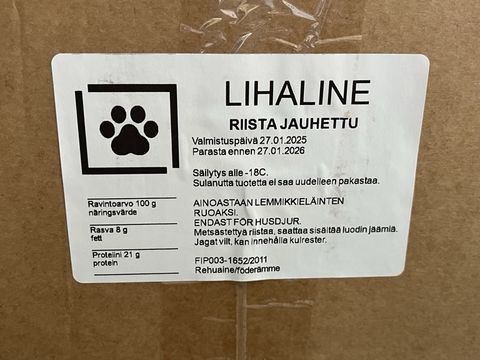 LIHALINE
RIISTA JAUHETTU
Valmistuspäivä 27.01.2025
Parasta ennen 27.01.2026
Säilytys alle -18C.
Sulanutta tuotetta ei saa uudelleen pakastaa.
Ravintoarvo 100 g
näringsvärde
Rasva 8 g
fett
Proteiini 21 g
protein
AINOASTAAN LEMMIKKIELÄINTEN
RUOAKSI.
ENDAST FÖR HUSDJUR.
Metsästettyä riistaa, saattaa sisältää luodin jäämiä.
Jagat vilt, kan innehålla kulrester.
FIP003-1652/2011
Rehuaine/föderämme